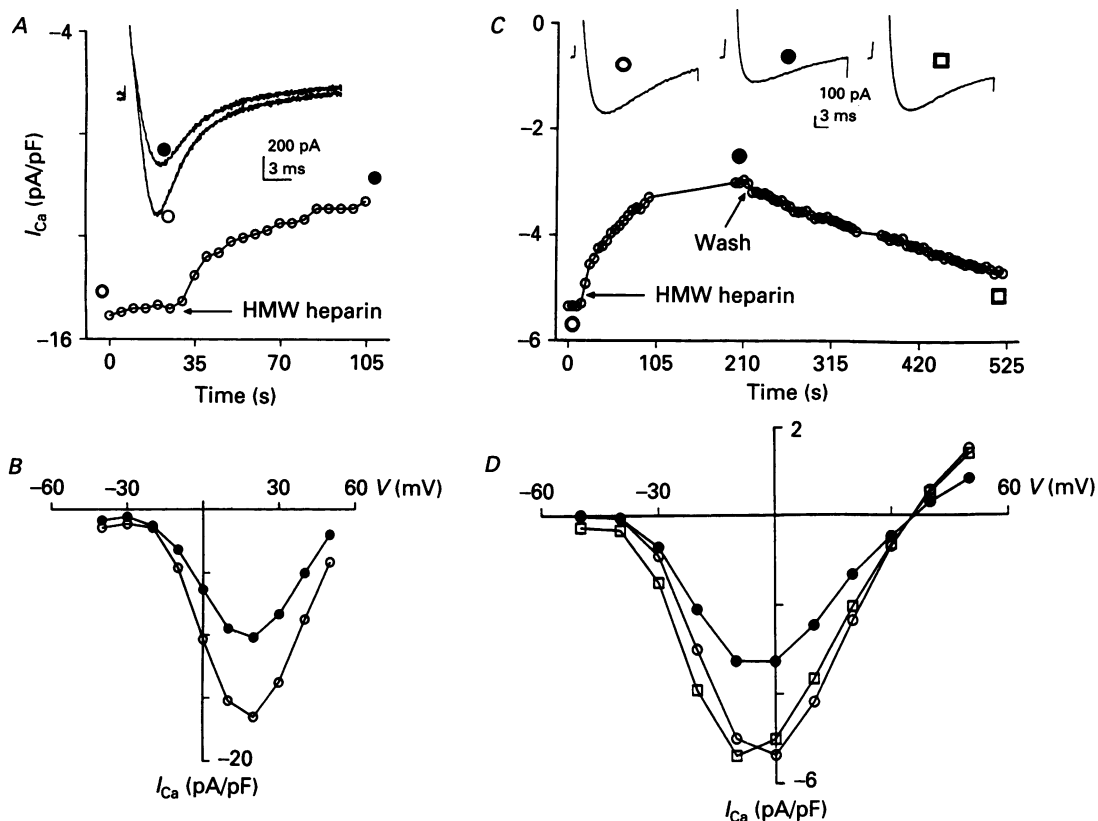 A
−4
I_Ca (pA/pF)
−16
200 pA
3 ms
HMW heparin
0 35 70 105
Time (s)
C
0
−2
−4
−6
100 pA
3 ms
Wash
HMW heparin
0 105 210 315 420 525
Time (s)
B
−60 −30 30 60 V (mV)
−20
I_Ca (pA/pF)
D
2
−60 −30 60 V (mV)
−6
I_Ca (pA/pF)